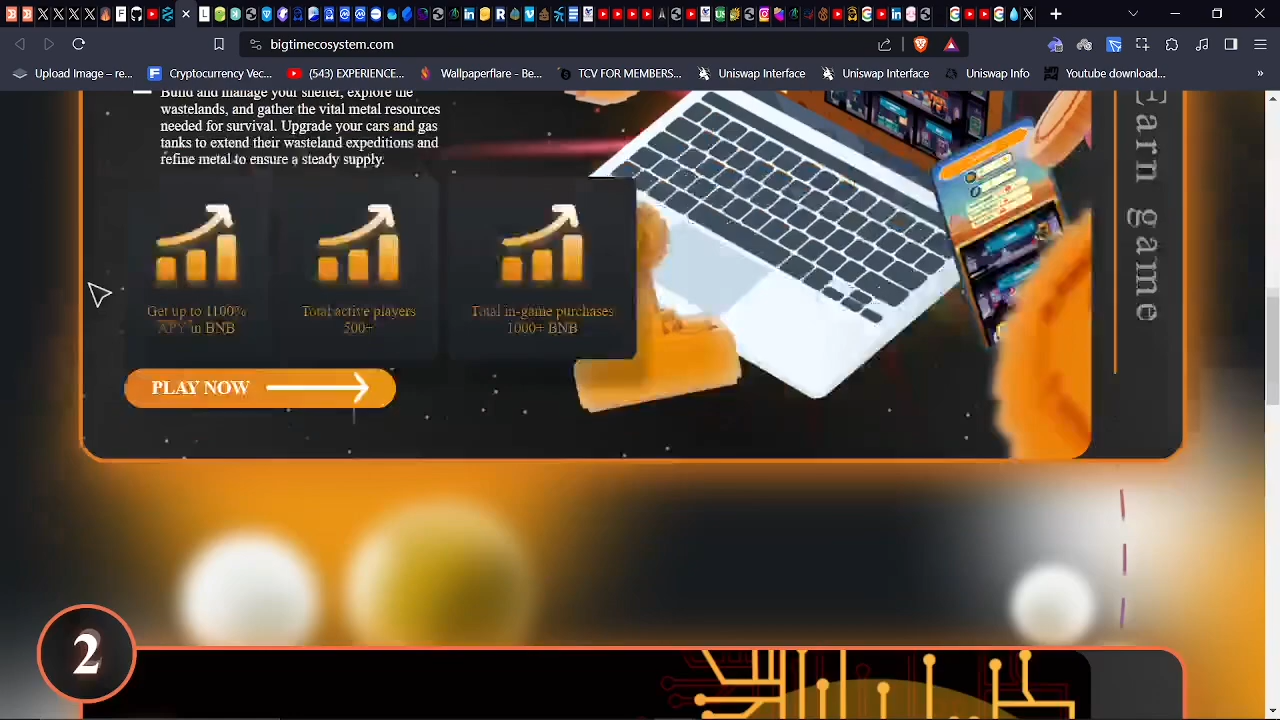 bigtimecosystem.com
Upload Image – re...
Cryptocurrency Vec...
(543) EXPERIENCE...
Wallpaperflare - Be...
TCV FOR MEMBERS...
Uniswap Interface
Uniswap Interface
Uniswap Info
Youtube download...
»
Build and manage your shelter, explore the
wastelands, and gather the vital metal resources
needed for survival. Upgrade your cars and gas
tanks to extend their wasteland expeditions and
refine metal to ensure a steady supply.
Earn game
Get up to 1100%
APY in BNB
Total active players
500+
Total in-game purchases
1000+ BNB
PLAY NOW
2